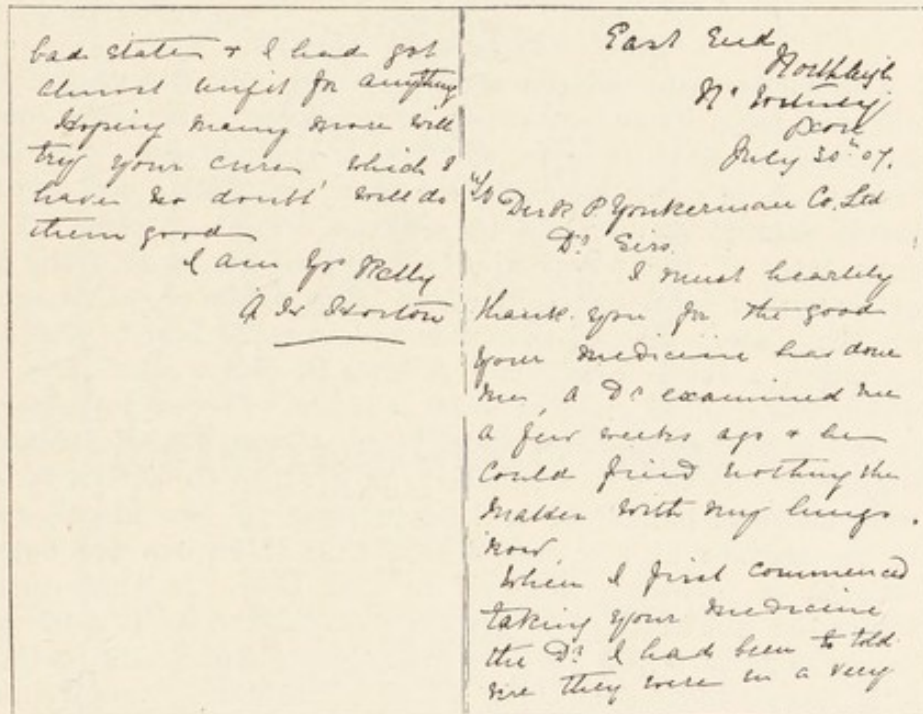 East End
Northleigh
Nr
July 30th 07.
Derk P Yonkerman Co. Ltd
Dr Sirs.
I must heartily
thank you for the good
your medicine has done
me, a Dr examined me
a few weeks ago & he
could find nothing the
matter with my lungs.
now
When I first commenced
taking your medicine
the Dr I had been to told
me they were in a very
bad state & I had got
almost unfit for anything
Hoping many more will
try your cure, which I
have no doubt will do
them good
I am Yrs Rctlly
A W Horton